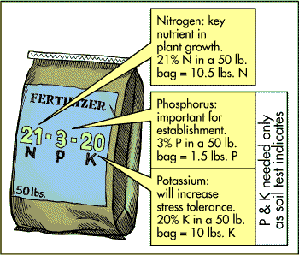 Nitrogen: key
nutrient in
plant growth.
21% N in a 50 lb.
bag = 10.5 lbs. N
FERTILIZER
21-3-20
N P K
50 lbs.
Phosphorus:
important for
establishment.
3% P in a 50 lb.
bag = 1.5 lbs. P
Potassium:
will increase
stress tolerance.
20% K in a 50 lb.
bag = 10 lbs. K
P & K needed only
as soil test indicates